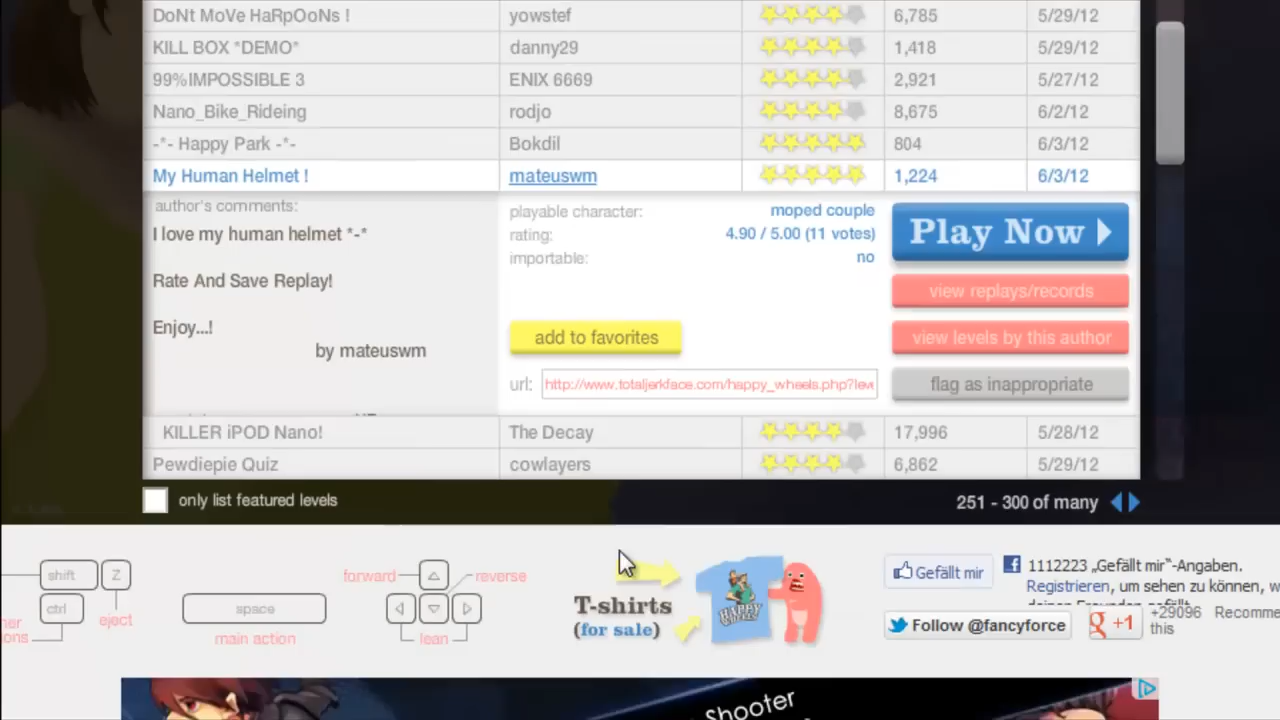 DoNt MoVe HaRpOoNs ! yowstef 6,785 5/29/12
KILL BOX *DEMO* danny29 1,418 5/29/12
99%IMPOSSIBLE 3 ENIX 6669 2,921 5/27/12
Nano_Bike_Rideing rodjo 8,675 6/2/12
-*- Happy Park -*- Bokdil 804 6/3/12
My Human Helmet ! mateuswm 1,224 6/3/12
author's comments:
I love my human helmet *-*
Rate And Save Replay!
Enjoy...!
by mateuswm
playable character: moped couple
rating: 4.90 / 5.00 (11 votes)
importable: no
add to favorites
url: http://www.totaljerkface.com/happy_wheels.php?leve
Play Now
view replays/records
view levels by this author
flag as inappropriate
KILLER iPOD Nano! The Decay 17,996 5/28/12
Pewdiepie Quiz cowlayers 6,862 5/29/12
only list featured levels
251 - 300 of many
shift Z
ctrl
eject
space
main action
forward reverse
lean
T-shirts
(for sale)
HAPPY
WHEELS
Gefällt mir
1112223 „Gefällt mir"-Angaben.
Registrieren, um sehen zu können, w
Follow @fancyforce
g +1
+29096 Recomme
this
Shooter